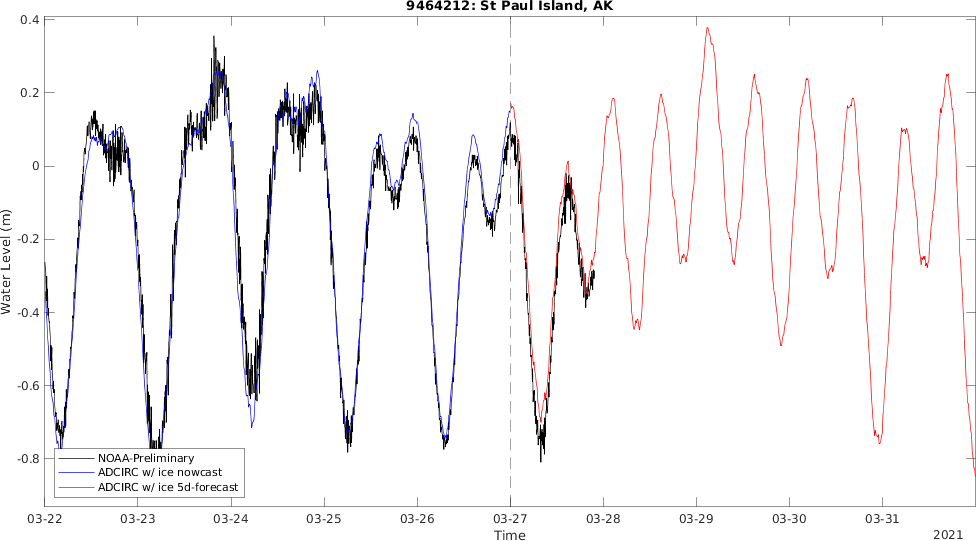 9464212: St Paul Island, AK
0.4
0.2
0
-0.2
-0.4
-0.6
-0.8
Water Level (m)
NOAA-Preliminary
ADCIRC w/ ice nowcast
ADCIRC w/ ice 5d-forecast
03-22 03-23 03-24 03-25 03-26 03-27 03-28 03-29 03-30 03-31
Time
2021